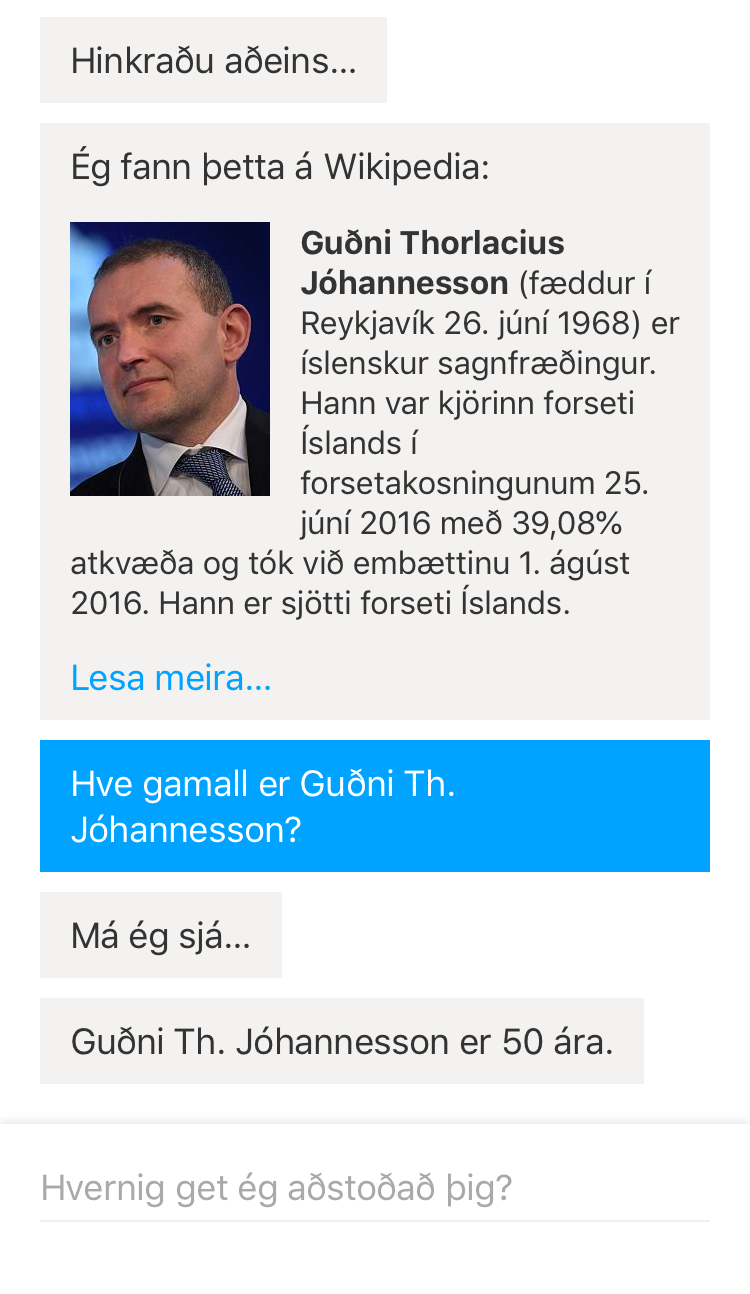 Hinkraðu aðeins...
Ég fann þetta á Wikipedia:
Guðni Thorlacius
Jóhannesson (fæddur í
Reykjavík 26. júní 1968) er
íslenskur sagnfræðingur.
Hann var kjörinn forseti
Íslands í
forsetakosningunum 25.
júní 2016 með 39,08%
atkvæða og tók við embættinu 1. ágúst
2016. Hann er sjötti forseti Íslands.
Lesa meira...
Hve gamall er Guðni Th.
Jóhannesson?
Má ég sjá...
Guðni Th. Jóhannesson er 50 ára.
Hvernig get ég aðstoðað þig?